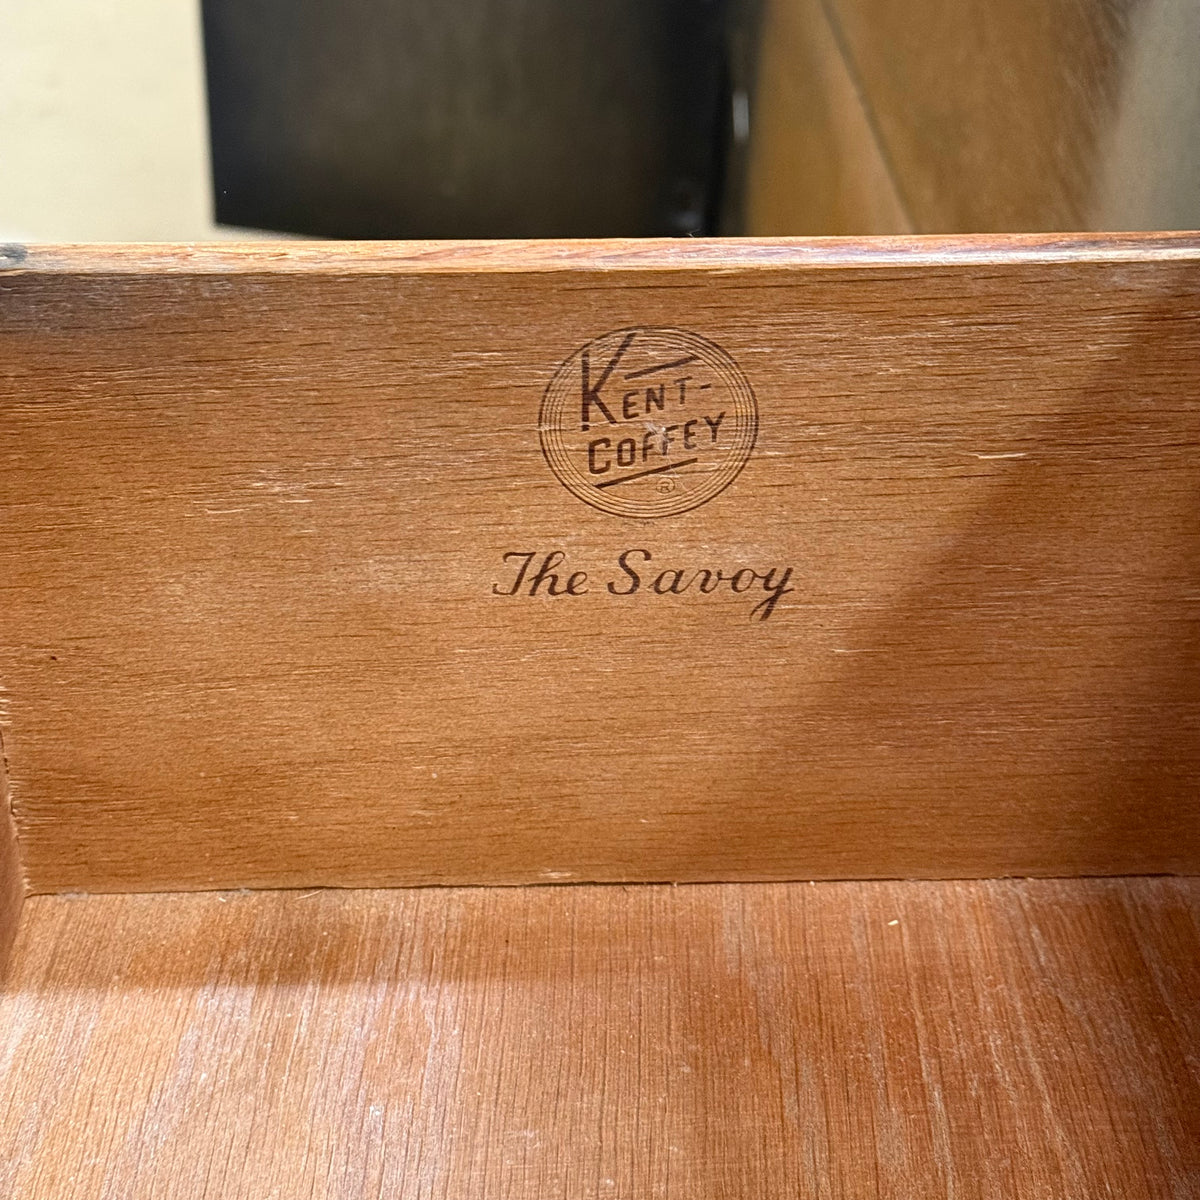 KENT-
COFFEY
®
The Savoy